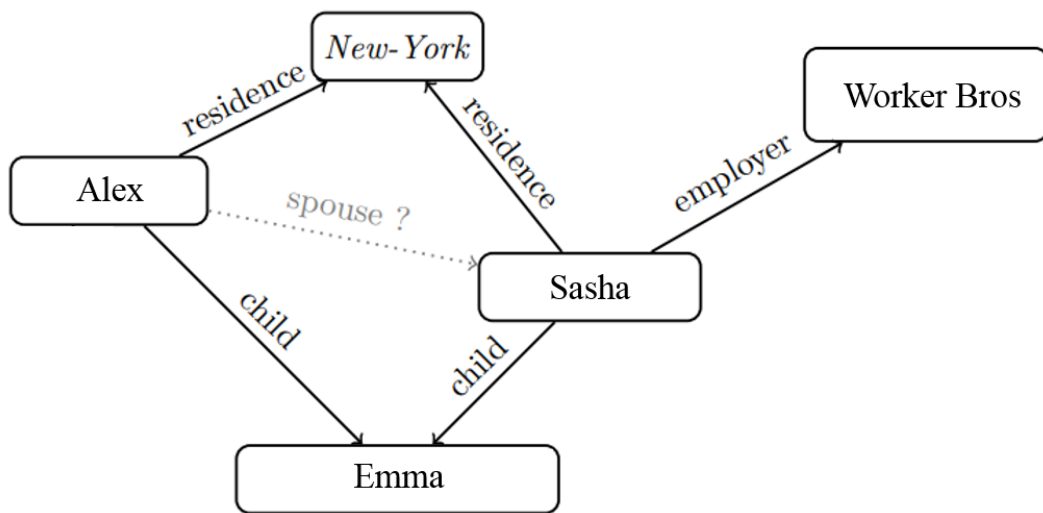 New-York
Worker Bros
residence
residence
employer
Alex
spouse ?
Sasha
child
child
Emma